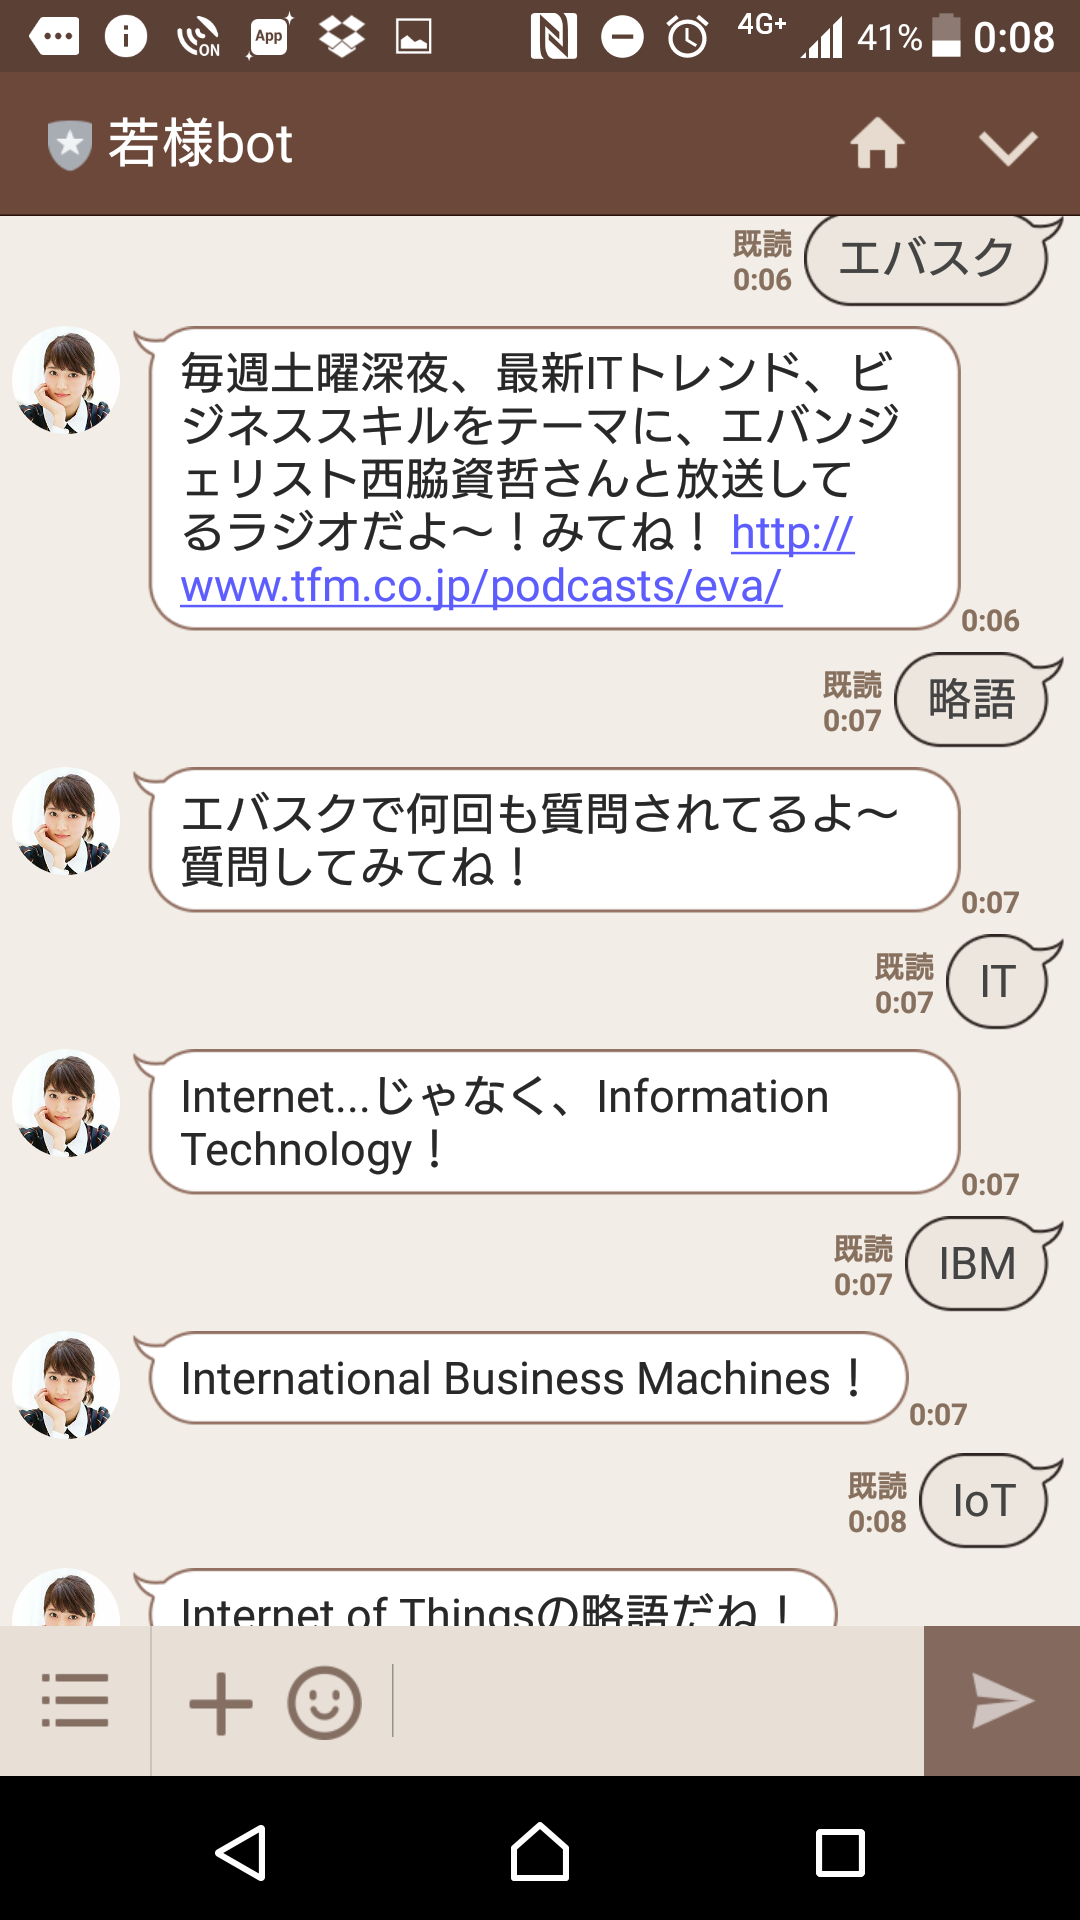 ON
App
4G+
41%
0:08
若様bot
既読
0:06
エバスク
毎週土曜深夜、最新ITトレンド、ビ
ジネススキルをテーマに、エバンジ
ェリスト西脇資哲さんと放送して
るラジオだよ〜！みてね！ http://
www.tfm.co.jp/podcasts/eva/
0:06
既読
0:07
略語
エバスクで何回も質問されてるよ〜
質問してみてね！
0:07
既読
0:07
IT
Internet...じゃなく、Information
Technology！
0:07
既読
0:07
IBM
International Business Machines！
0:07
既読
0:08
IoT
Internet of Thingsの略語だね！